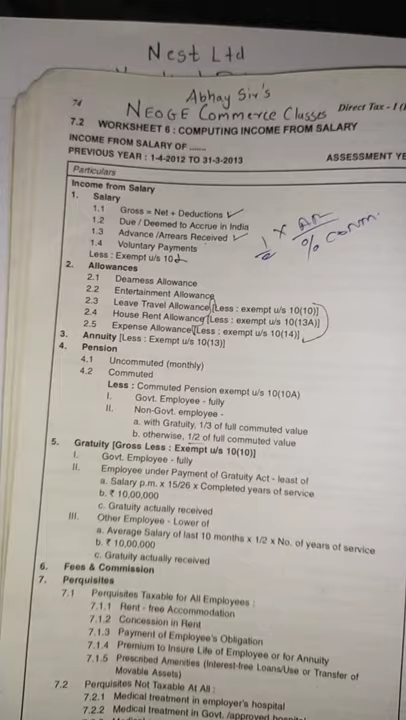 Nest Ltd
Abhay Sir's
74
NEOGE Commerce Classes
Direct Tax - I (
7.2 WORKSHEET 6 : COMPUTING INCOME FROM SALARY
INCOME FROM SALARY OF ......
PREVIOUS YEAR : 1-4-2012 TO 31-3-2013 ASSESSMENT YE
Particulars
Income from Salary
1. Salary
1.1 Gross = Net + Deductions
1.2 Due / Deemed to Accrue in India
1.3 Advance /Arrears Received
1.4 Voluntary Payments
Less : Exempt u/s 10
2. Allowances
2.1 Dearness Allowance
2.2 Entertainment Allowance
2.3 Leave Travel Allowance [Less : exempt u/s 10(10)]
2.4 House Rent Allowance [Less : exempt u/s 10(13A)]
2.5 Expense Allowance [Less : exempt u/s 10(14)]
3. Annuity [Less : Exempt u/s 10(13)]
4. Pension
4.1 Uncommuted (monthly)
4.2 Commuted
Less : Commuted Pension exempt u/s 10(10A)
I. Govt. Employee - fully
II. Non-Govt. employee -
a. with Gratuity, 1/3 of full commuted value
b. otherwise, 1/2 of full commuted value
5. Gratuity [Gross Less : Exempt u/s 10(10)]
I. Govt. Employee - fully
II. Employee under Payment of Gratuity Act - least of
a. Salary p.m. x 15/26 x Completed years of service
b. ₹ 10,00,000
c. Gratuity actually received
III. Other Employee - Lower of
a. Average Salary of last 10 months x 1/2 x No. of years of service
b. ₹ 10,00,000
c. Gratuity actually received
6. Fees & Commission
7. Perquisites
7.1 Perquisites Taxable for All Employees :
7.1.1 Rent - free Accommodation
7.1.2 Concession in Rent
7.1.3 Payment of Employee's Obligation
7.1.4 Premium to Insure Life of Employee or for Annuity
7.1.5 Prescribed Amenities (Interest-free Loans/Use or Transfer of
Movable Assets)
7.2 Perquisites Not Taxable At All :
7.2.1 Medical treatment in employer's hospital
7.2.2 Medical treatment in Govt. /approved